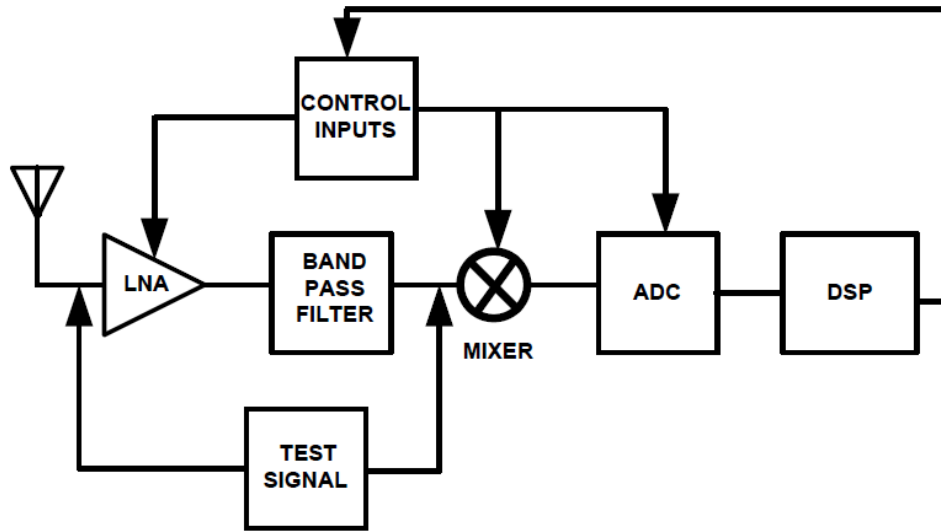 CONTROL
INPUTS
LNA
BAND
PASS
FILTER
MIXER
ADC
DSP
TEST
SIGNAL